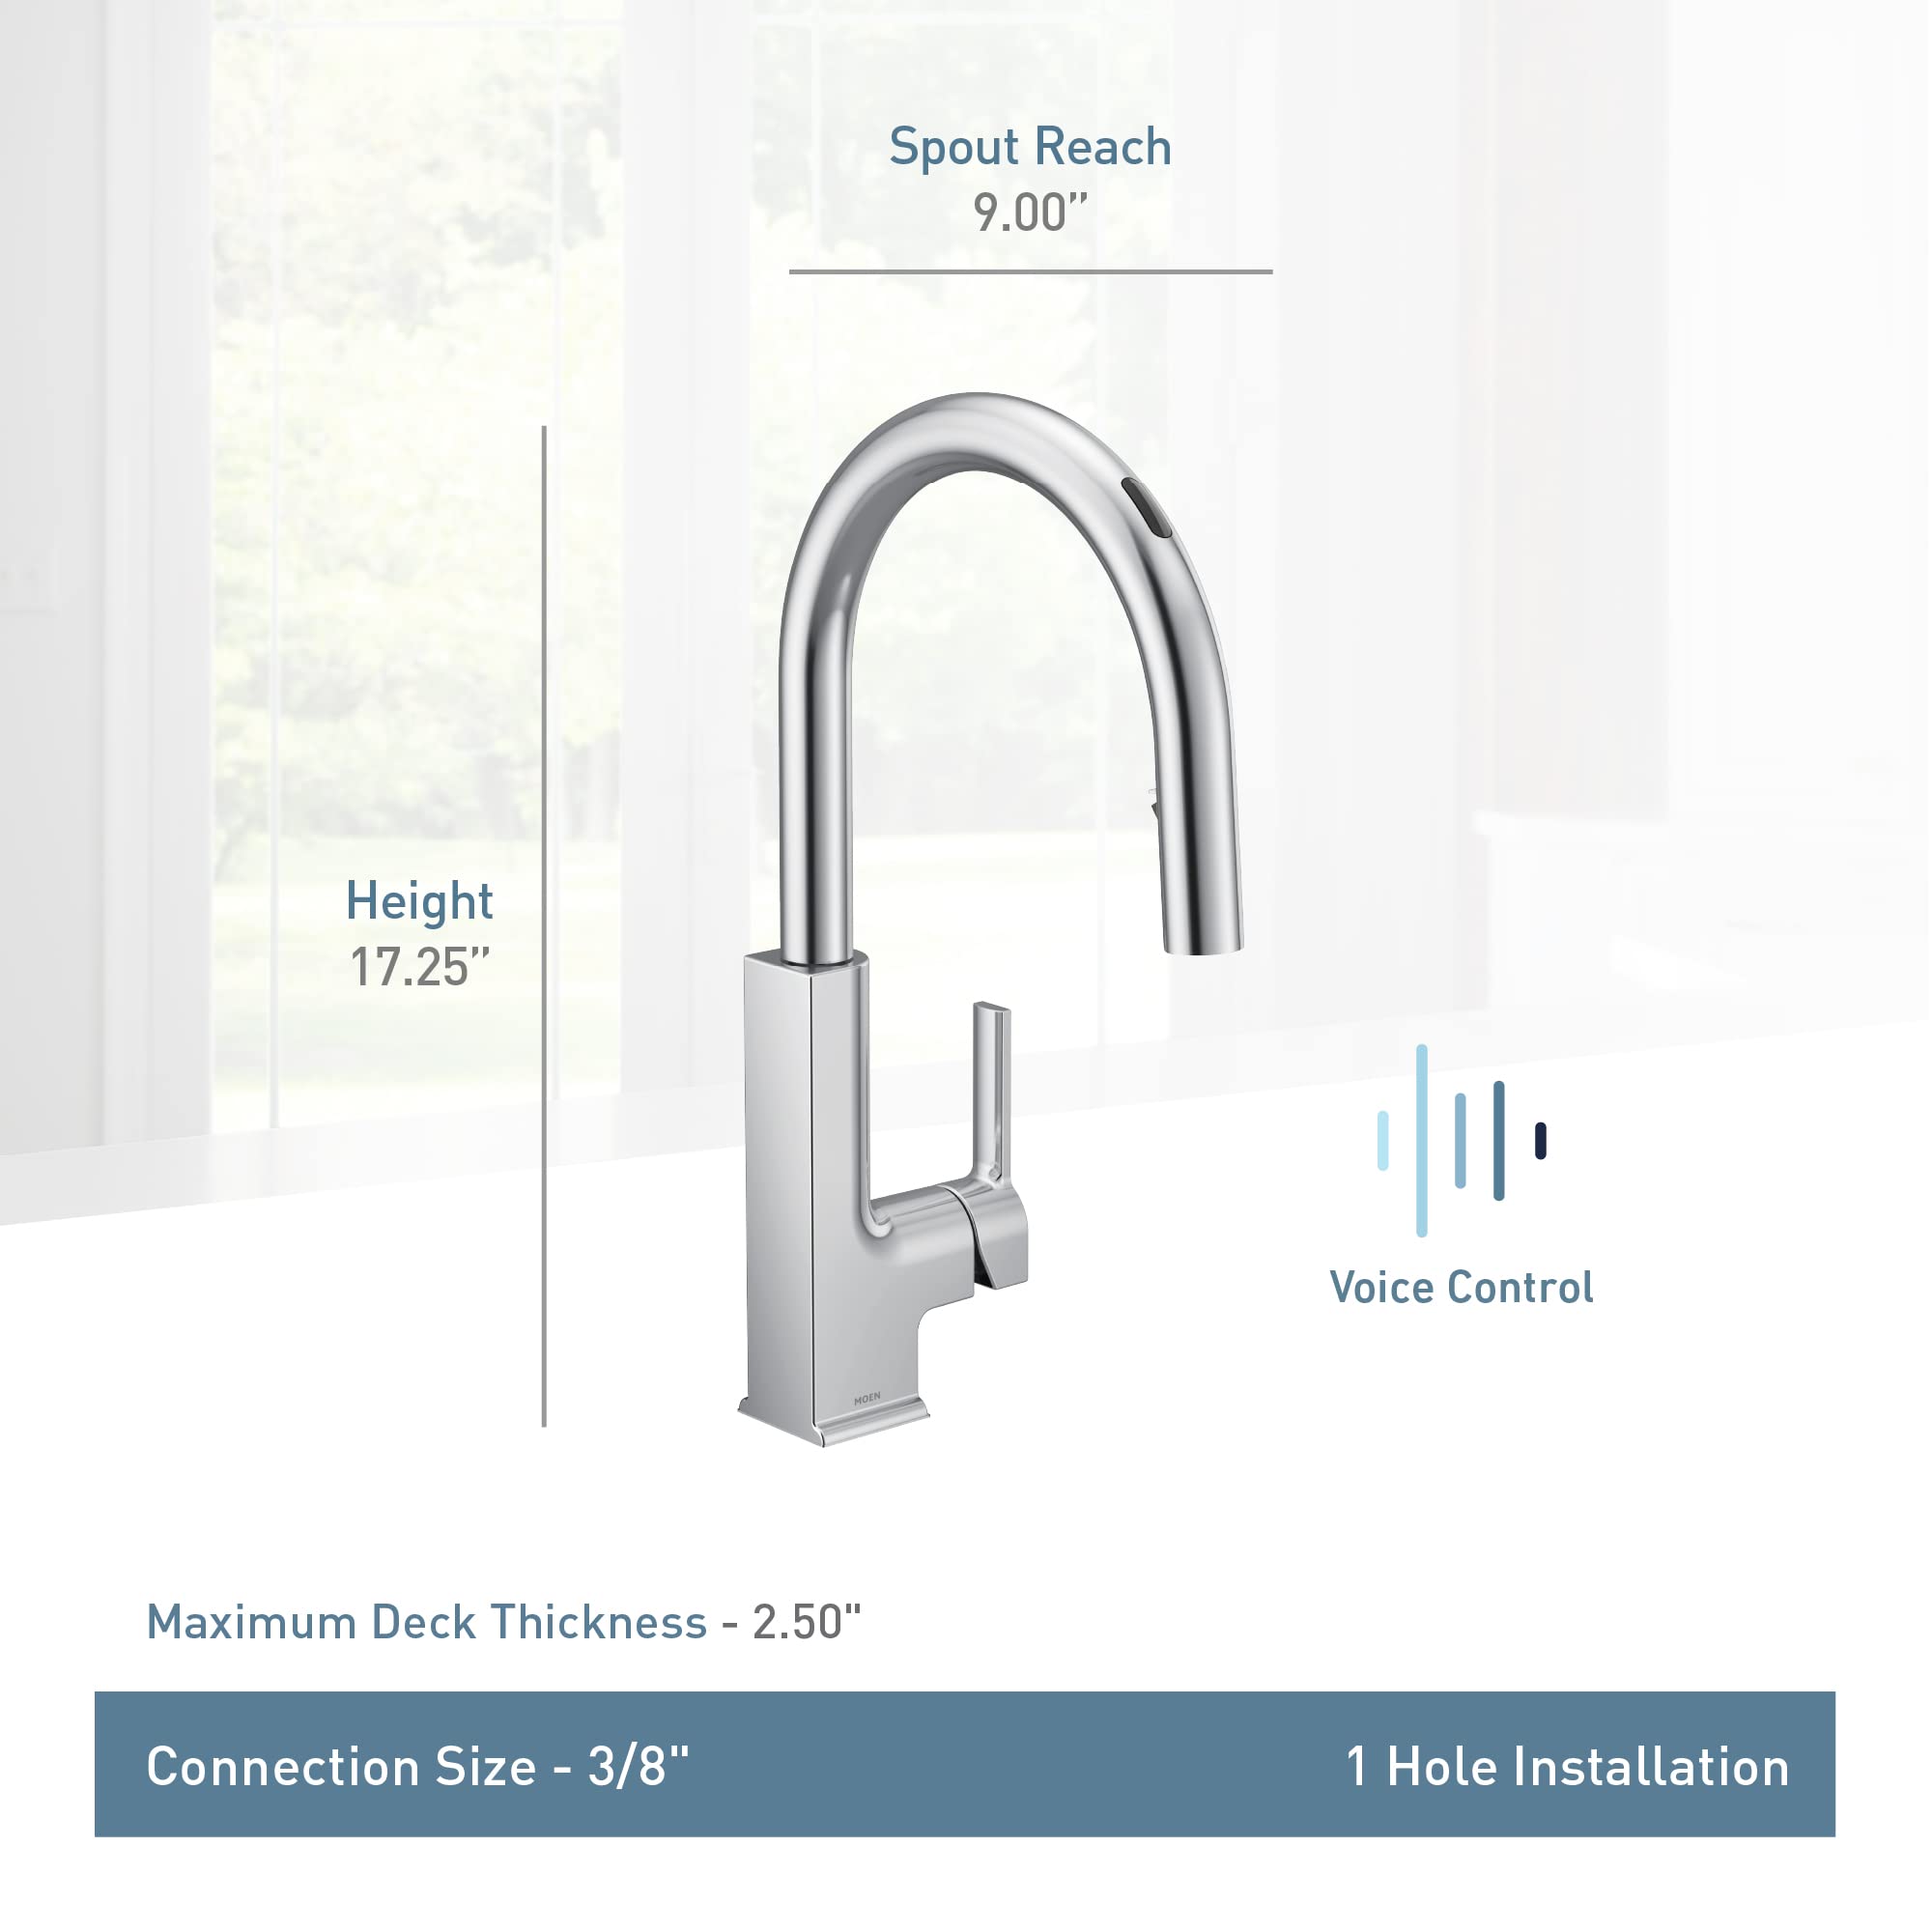 Spout Reach
9.00”
Height
17.25”
Voice Control
MOEN
Maximum Deck Thickness - 2.50"
Connection Size - 3/8"
1 Hole Installation